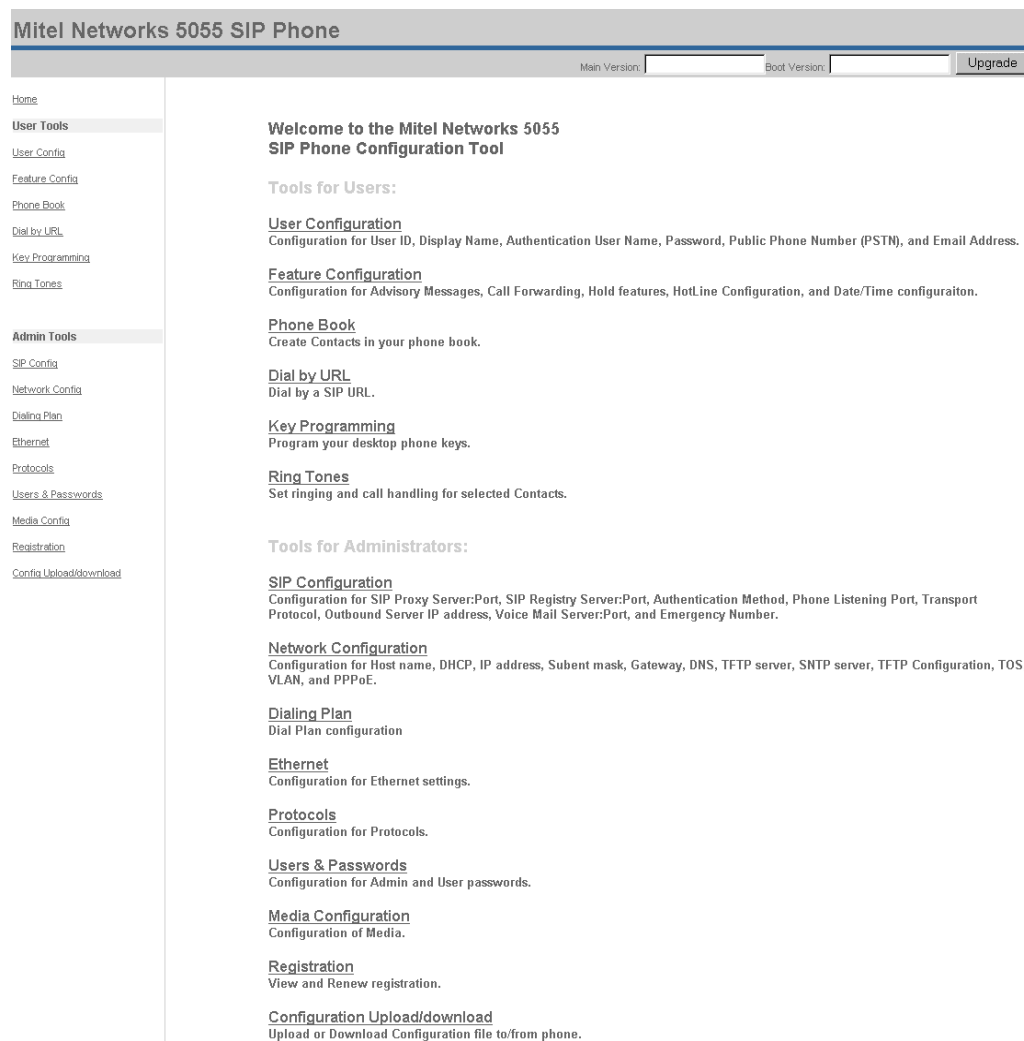 Mitel Networks 5055 SIP Phone
Main Version: Boot Version: Upgrade
Home
User Tools
User Config
Feature Config
Phone Book
Dial by URL
Key Programming
Ring Tones
Admin Tools
SIP Config
Network Config
Dialing Plan
Ethernet
Protocols
Users & Passwords
Media Config
Registration
Config Upload/download
Welcome to the Mitel Networks 5055
SIP Phone Configuration Tool
Tools for Users:
User Configuration
Configuration for User ID, Display Name, Authentication User Name, Password, Public Phone Number (PSTN), and Email Address.
Feature Configuration
Configuration for Advisory Messages, Call Forwarding, Hold features, HotLine Configuration, and Date/Time configuraiton.
Phone Book
Create Contacts in your phone book.
Dial by URL
Dial by a SIP URL.
Key Programming
Program your desktop phone keys.
Ring Tones
Set ringing and call handling for selected Contacts.
Tools for Administrators:
SIP Configuration
Configuration for SIP Proxy Server:Port, SIP Registry Server:Port, Authentication Method, Phone Listening Port, Transport
Protocol, Outbound Server IP address, Voice Mail Server:Port, and Emergency Number.
Network Configuration
Configuration for Host name, DHCP, IP address, Subent mask, Gateway, DNS, TFTP server, SNTP server, TFTP Configuration, TOS
VLAN, and PPPoE.
Dialing Plan
Dial Plan configuration
Ethernet
Configuration for Ethernet settings.
Protocols
Configuration for Protocols.
Users & Passwords
Configuration for Admin and User passwords.
Media Configuration
Configuration of Media.
Registration
View and Renew registration.
Configuration Upload/download
Upload or Download Configuration file to/from phone.